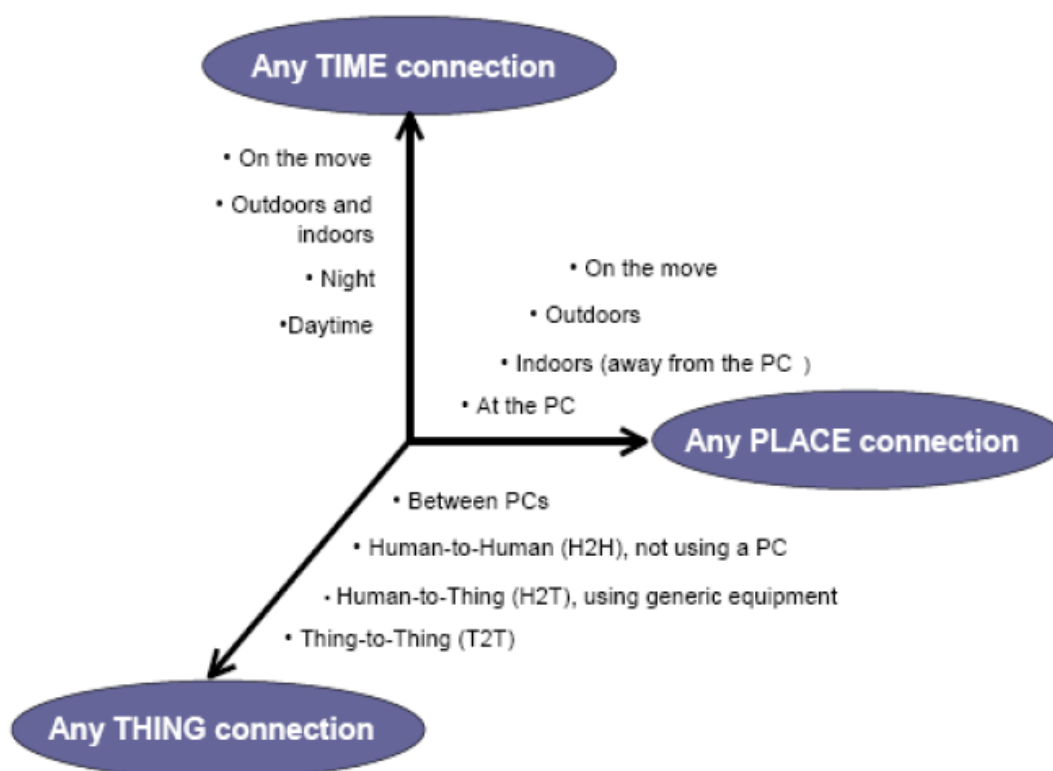 Any TIME connection
• On the move
• Outdoors and
indoors
• Night
•Daytime
• On the move
• Outdoors
• Indoors (away from the PC )
• At the PC
Any PLACE connection
• Between PCs
• Human-to-Human (H2H), not using a PC
• Human-to-Thing (H2T), using generic equipment
• Thing-to-Thing (T2T)
Any THING connection